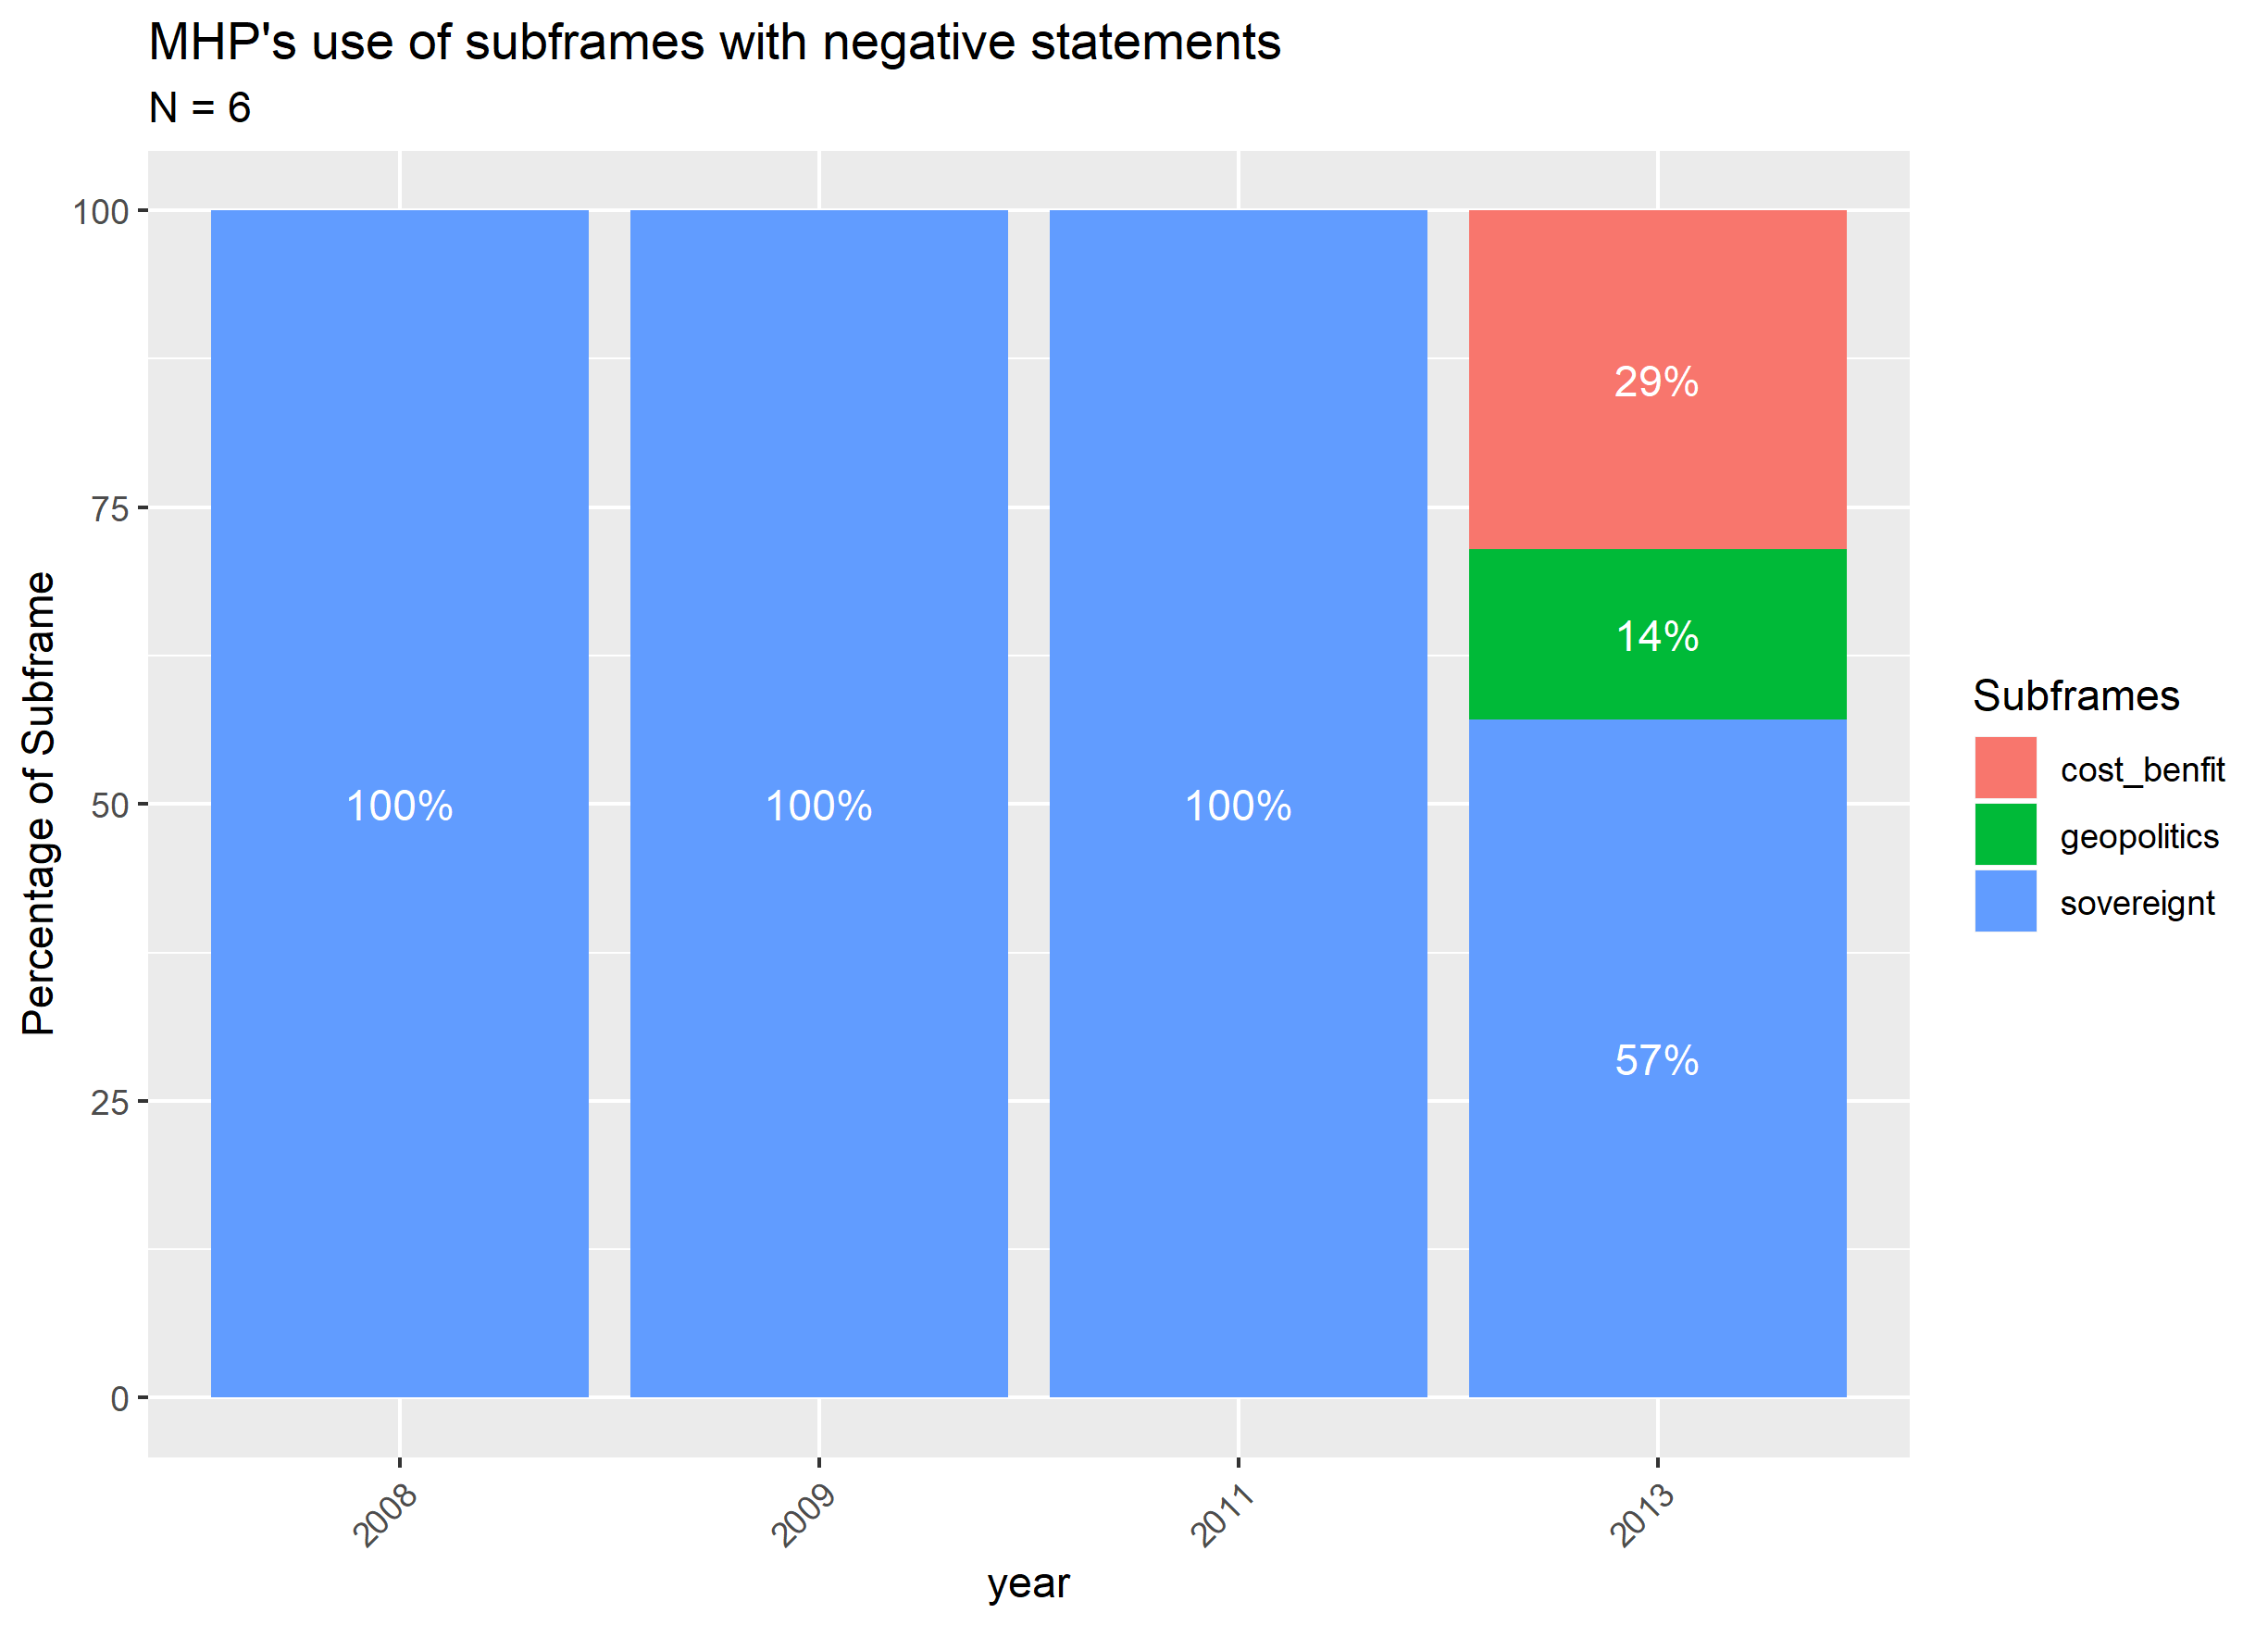 MHP's use of subframes with negative statements
N = 6
Percentage of Subframe
100
75
50
25
0
100%
100%
100%
29%
14%
57%
2008
2009
2011
2013
year
Subframes
cost_benfit
geopolitics
sovereignt